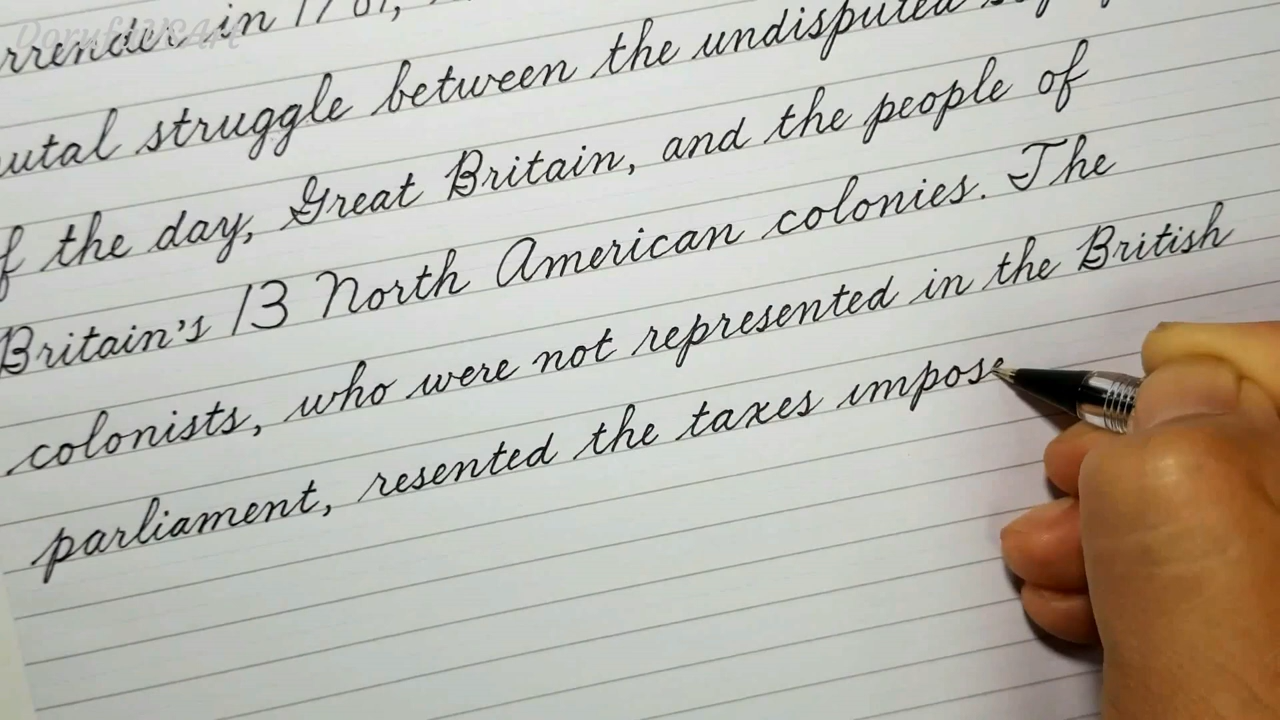 rrender in 1781,
utal struggle between the undisputed
f the day, Great Britain, and the people of
Britain's 13 North American colonies. The
colonists, who were not represented in the British
parliament, resented the taxes impose